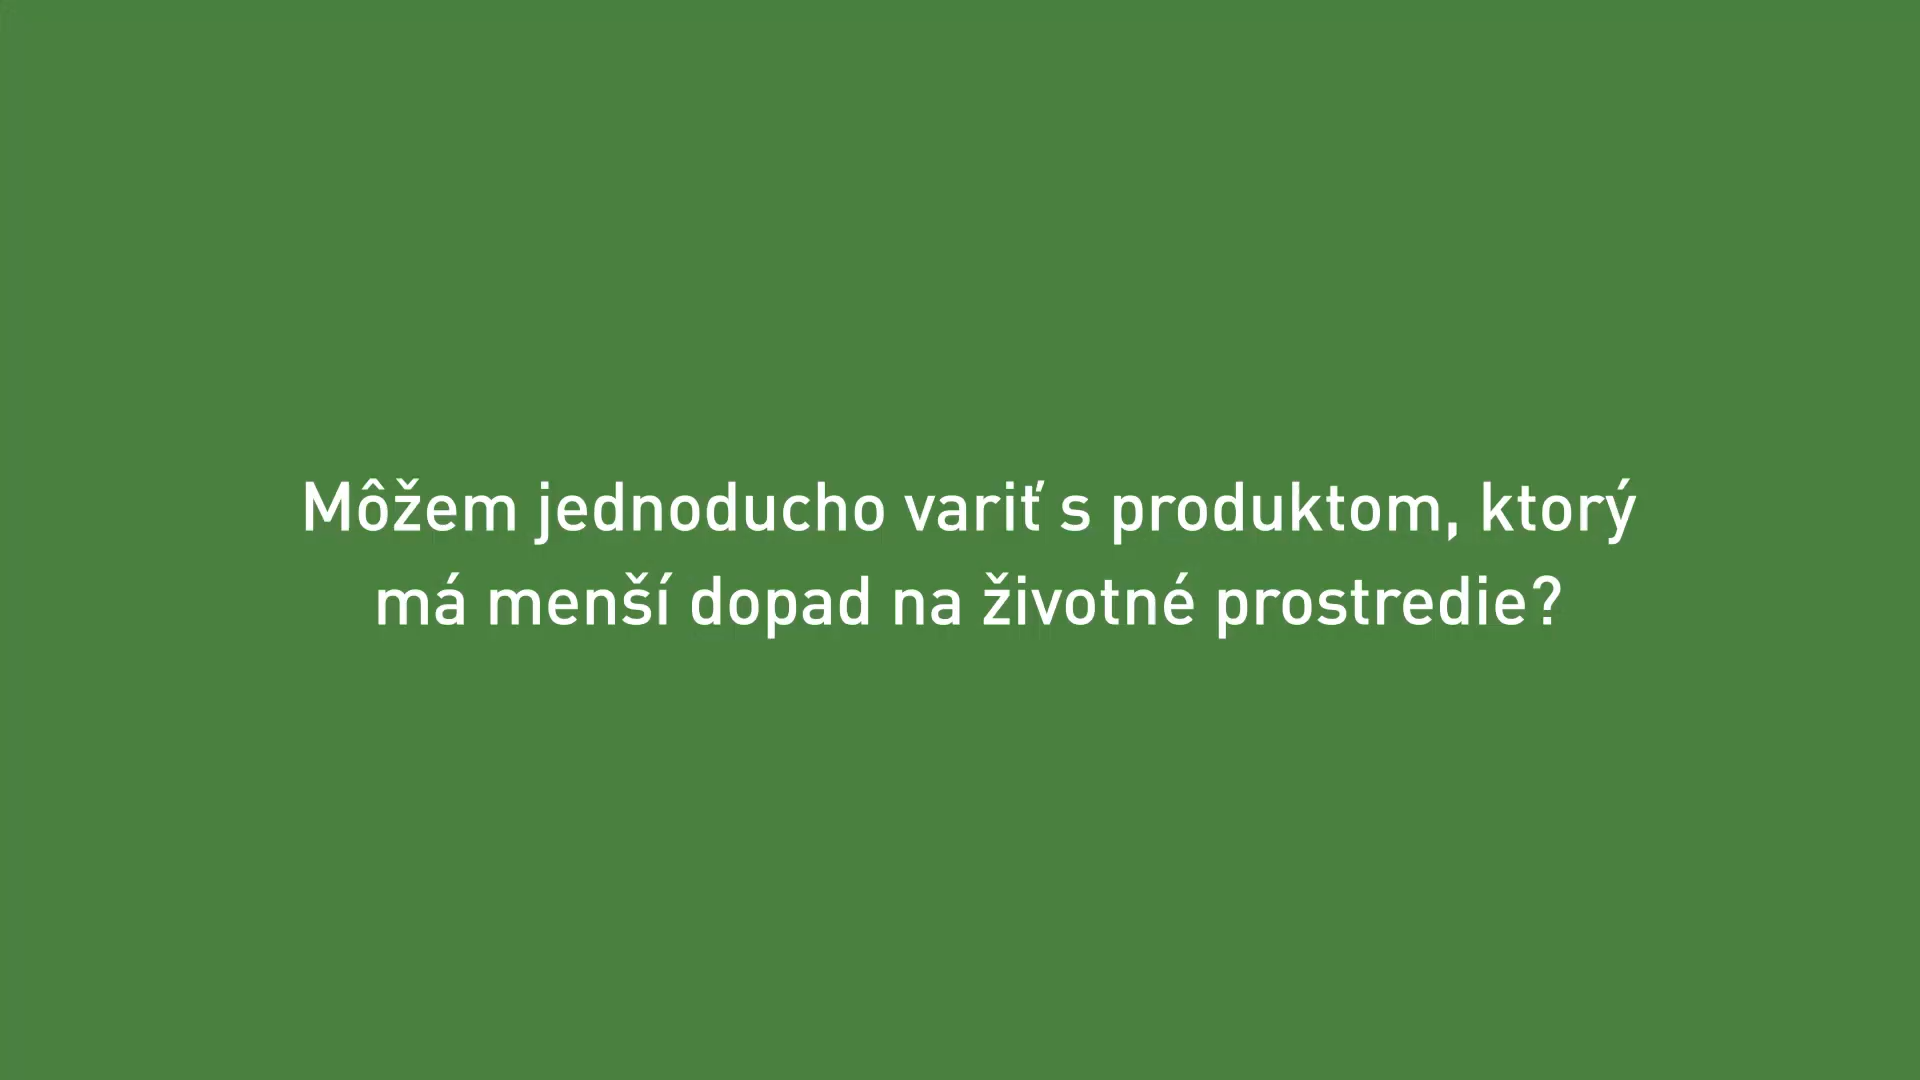 Môžem jednoducho variť s produktom, ktorý
má menší dopad na životné prostredie?